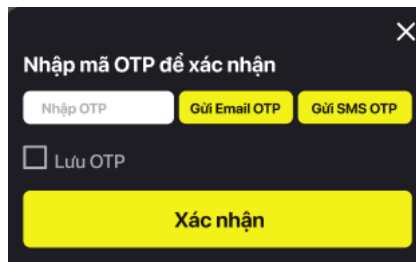 Nhập mã OTP để xác nhận
Nhập OTP Gửi Email OTP Gửi SMS OTP
Lưu OTP
Xác nhận